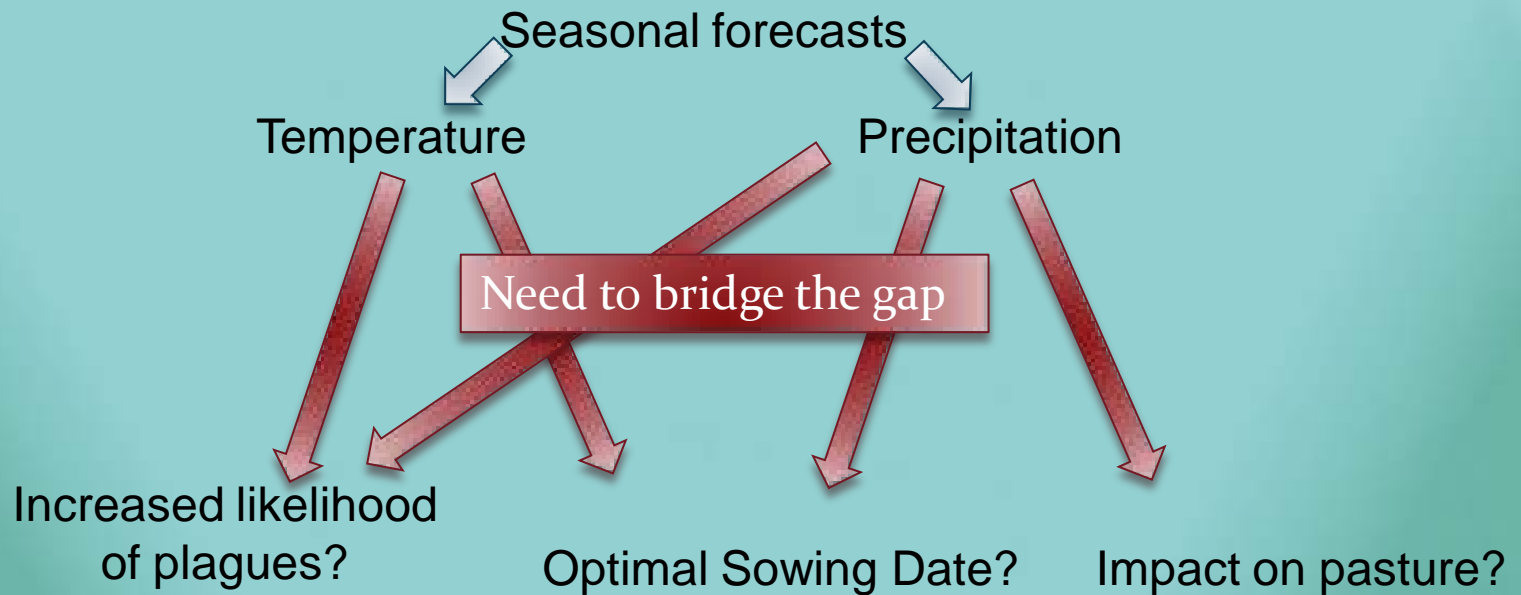 Seasonal forecasts
Temperature
Precipitation
Need to bridge the gap
Increased likelihood
of plagues?
Optimal Sowing Date?
Impact on pasture?